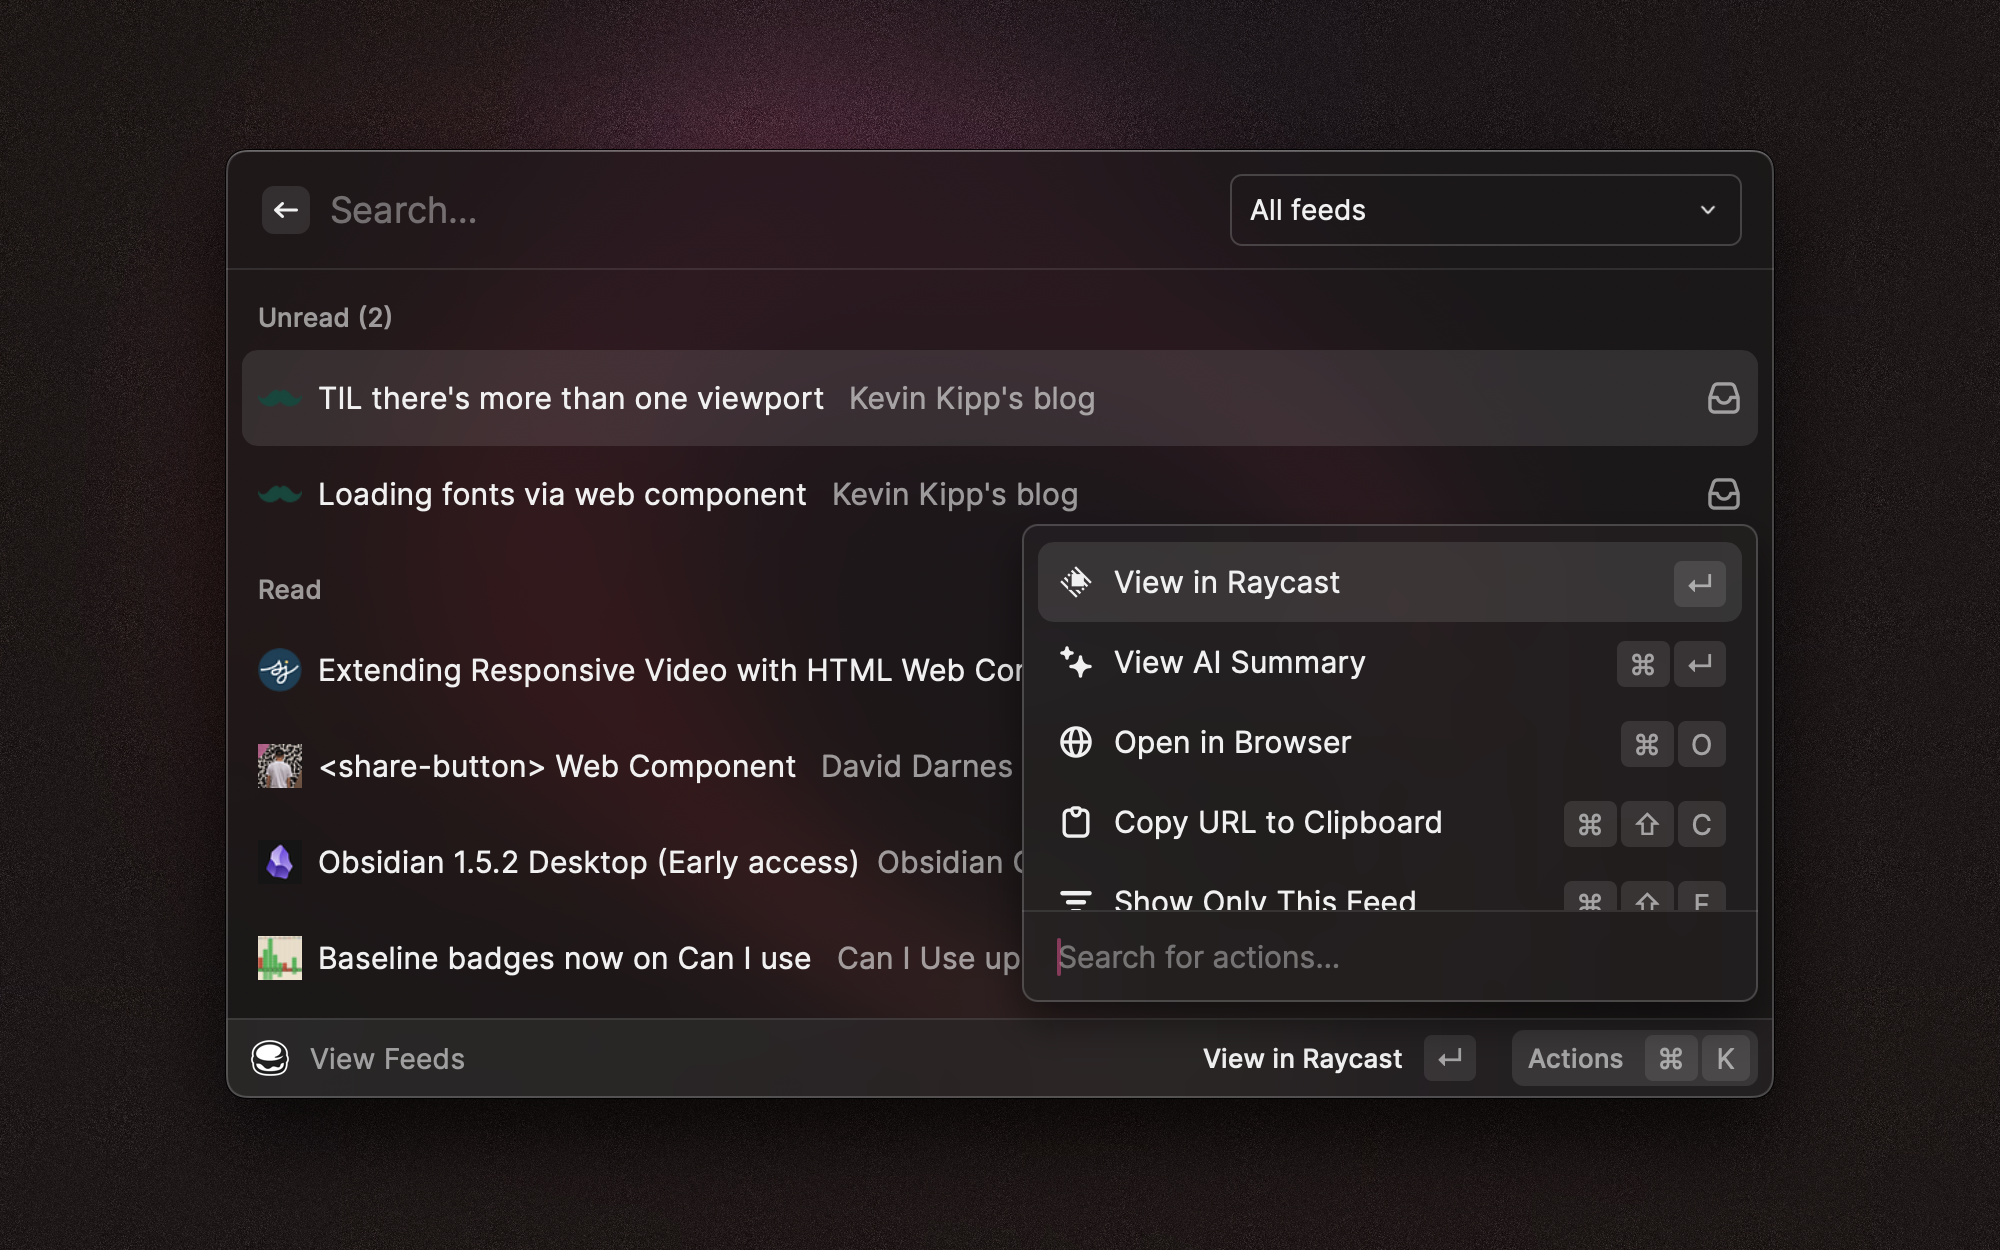 Search...
All feeds
Unread (2)
TIL there's more than one viewport Kevin Kipp's blog
Loading fonts via web component Kevin Kipp's blog
Read
Extending Responsive Video with HTML Web
<share-button> Web Component David Darnes
Obsidian 1.5.2 Desktop (Early access) Obsidian
Baseline badges now on Can I use Can I Use up
View in Raycast ↵
View AI Summary ⌘ ↵
Open in Browser ⌘ O
Copy URL to Clipboard ⌘ ⇧ C
Show Only This Feed ⌘ ⇧
Search for actions...
View Feeds
View in Raycast ↵
Actions ⌘ K